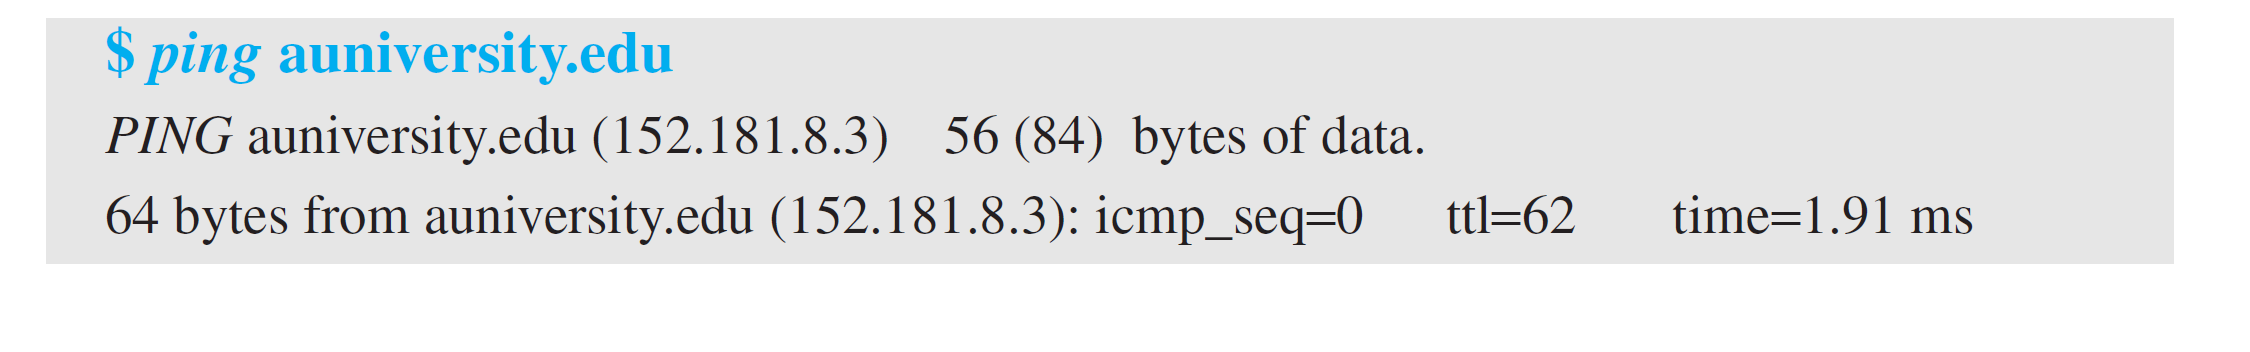 $ ping auniversity.edu
PING auniversity.edu (152.181.8.3) 56 (84) bytes of data.
64 bytes from auniversity.edu (152.181.8.3): icmp_seq=0 ttl=62 time=1.91 ms